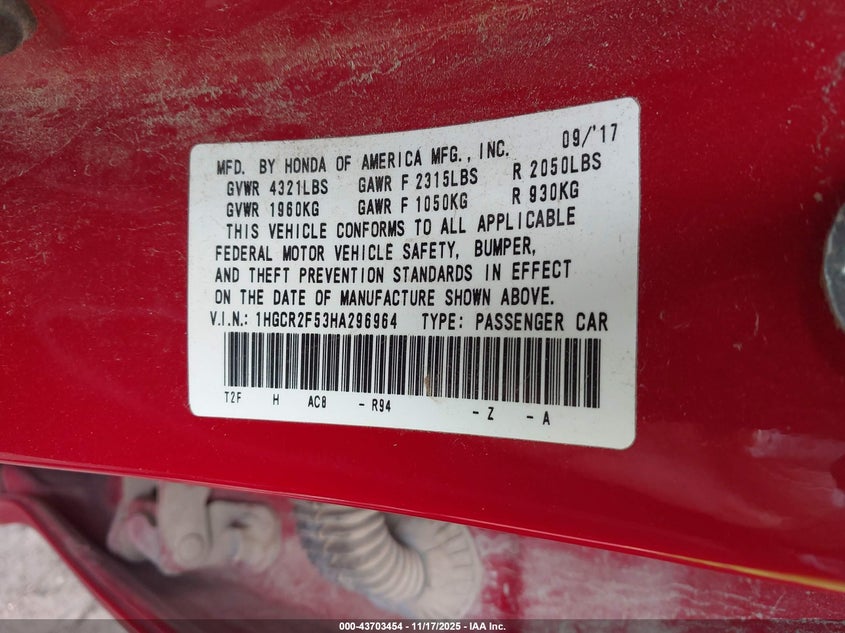 MFD. BY HONDA OF AMERICA MFG., INC. 09/'17
GVWR 4321LBS GAWR F 2315LBS R 2050LBS
GVWR 1960KG GAWR F 1050KG R 930KG
THIS VEHICLE CONFORMS TO ALL APPLICABLE
FEDERAL MOTOR VEHICLE SAFETY, BUMPER,
AND THEFT PREVENTION STANDARDS IN EFFECT
ON THE DATE OF MANUFACTURE SHOWN ABOVE.
V.I.N.: 1HGCR2F53HA296964 TYPE: PASSENGER CAR
T2F H AC8 - R94 - Z - A
000-43703454 - 11/17/2025 - IAA Inc.